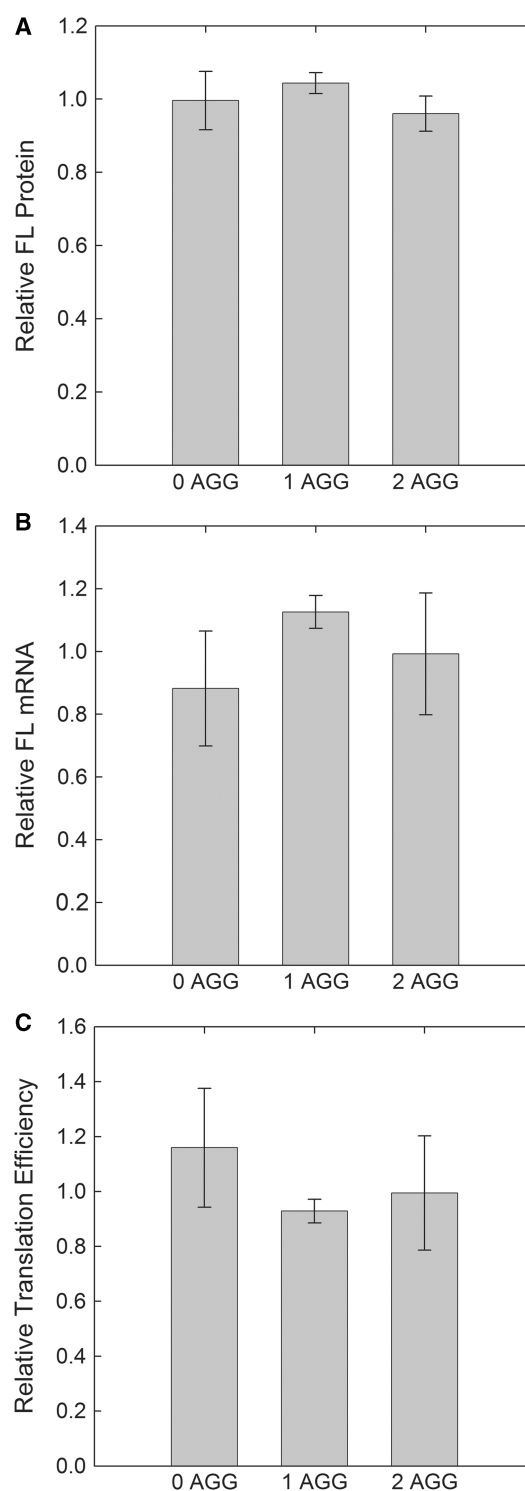 A
Relative FL Protein
1.2
1.0
0.8
0.6
0.4
0.2
0.0
0 AGG 1 AGG 2 AGG
B
Relative FL mRNA
1.4
1.2
1.0
0.8
0.6
0.4
0.2
0.0
0 AGG 1 AGG 2 AGG
C
Relative Translation Efficiency
1.6
1.4
1.2
1.0
0.8
0.6
0.4
0.2
0.0
0 AGG 1 AGG 2 AGG